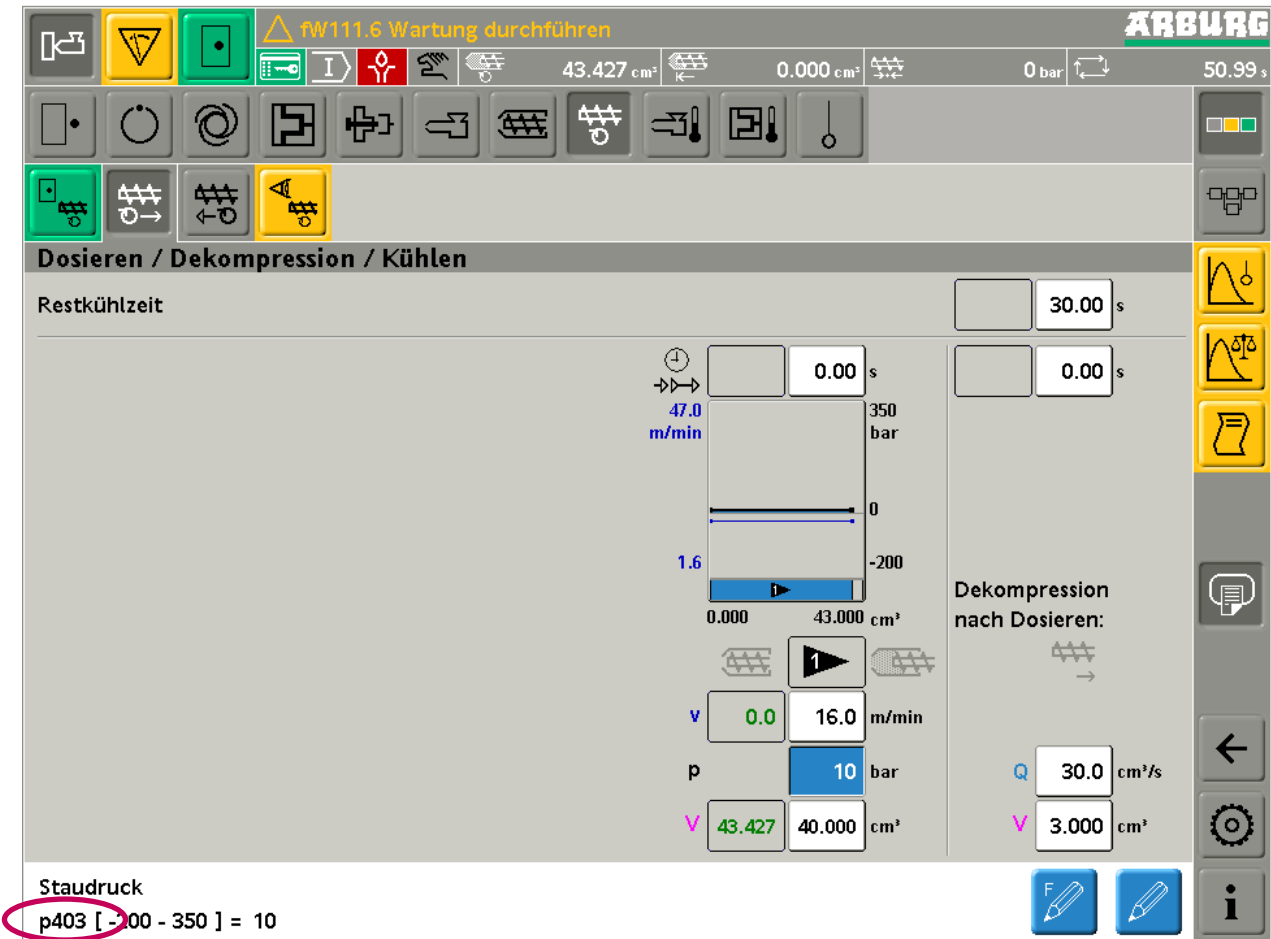 fW111.6 Wartung durchführen
ARBURG
43.427 cm³ 0.000 cm³ 0 bar 50.99 s
Dosieren / Dekompression / Kühlen
Restkühlzeit 30.00 s
0.00 s 0.00 s
47.0 350
m/min bar
0
1.6 -200
1
0.000 43.000 cm³
Dekompression
nach Dosieren:
1
v 0.0 16.0 m/min
p 10 bar Q 30.0 cm³/s
V 43.427 40.000 cm³ V 3.000 cm³
Staudruck
p403 [ -200 - 350 ] = 10
F
i